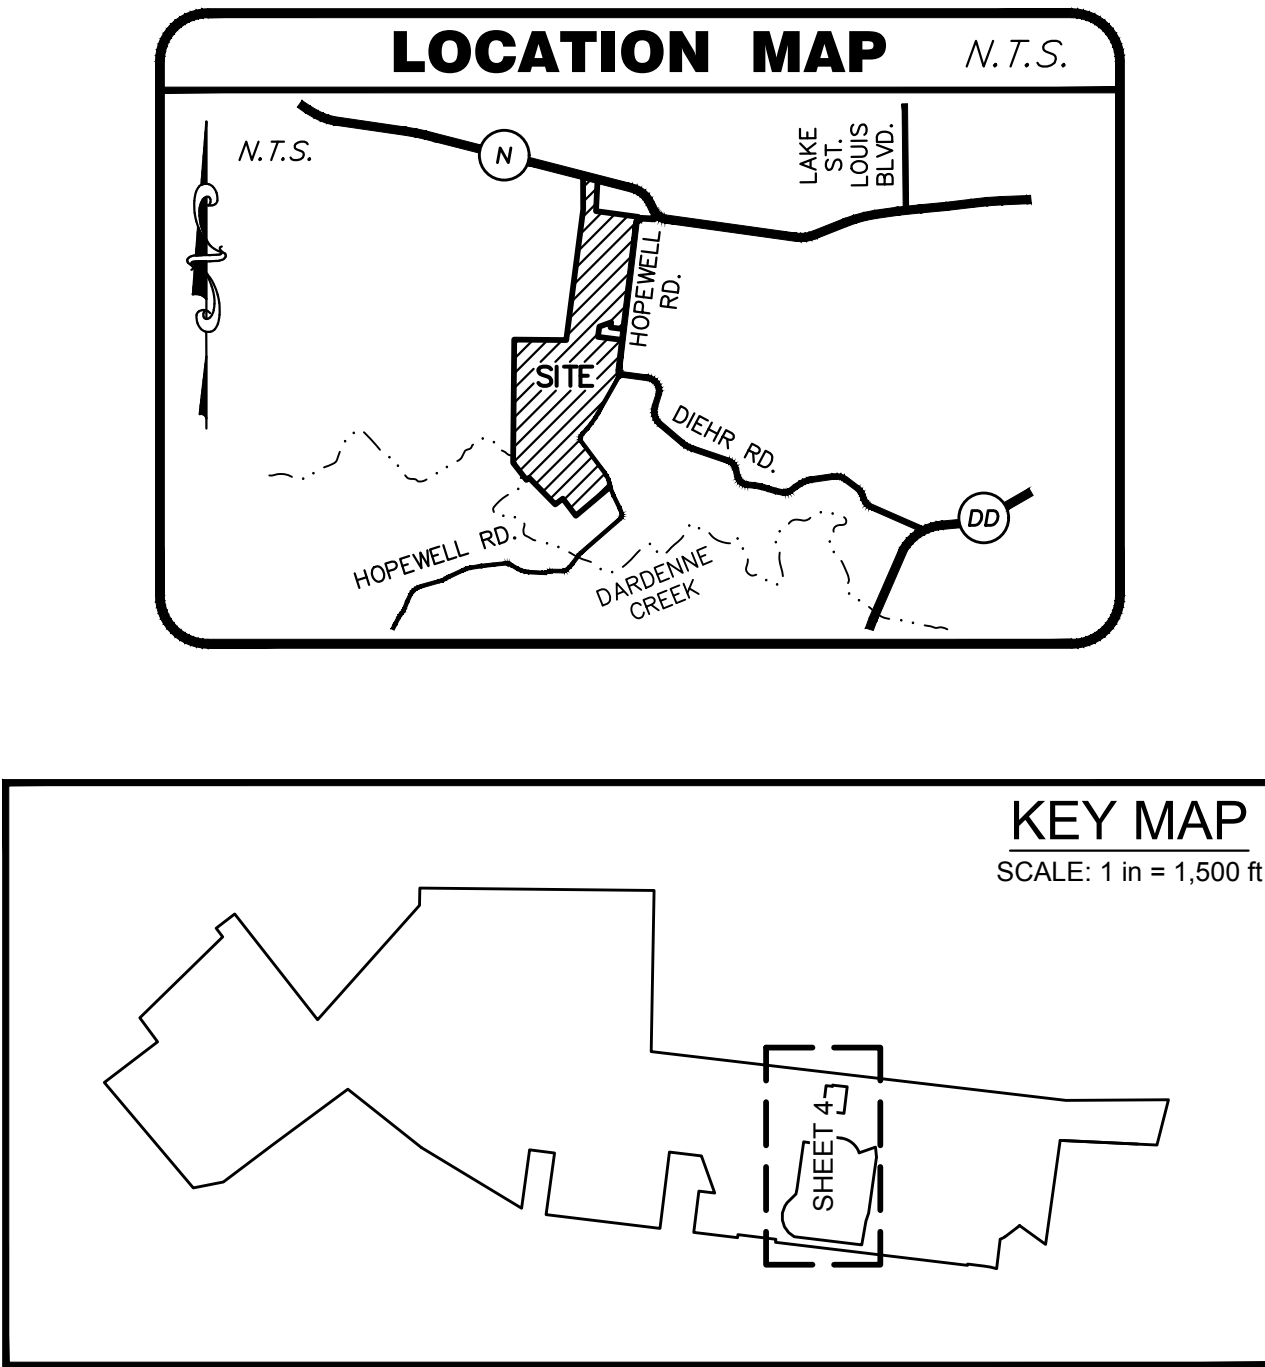 LOCATION MAP N.T.S.
N.T.S.
N
LAKE
ST.
LOUIS
BLVD.
HOPEWELL
RD.
SITE
DIEHR RD.
DD
HOPEWELL RD.
DARDENNE
CREEK
KEY MAP
SCALE: 1 in = 1,500 ft
SHEET 4